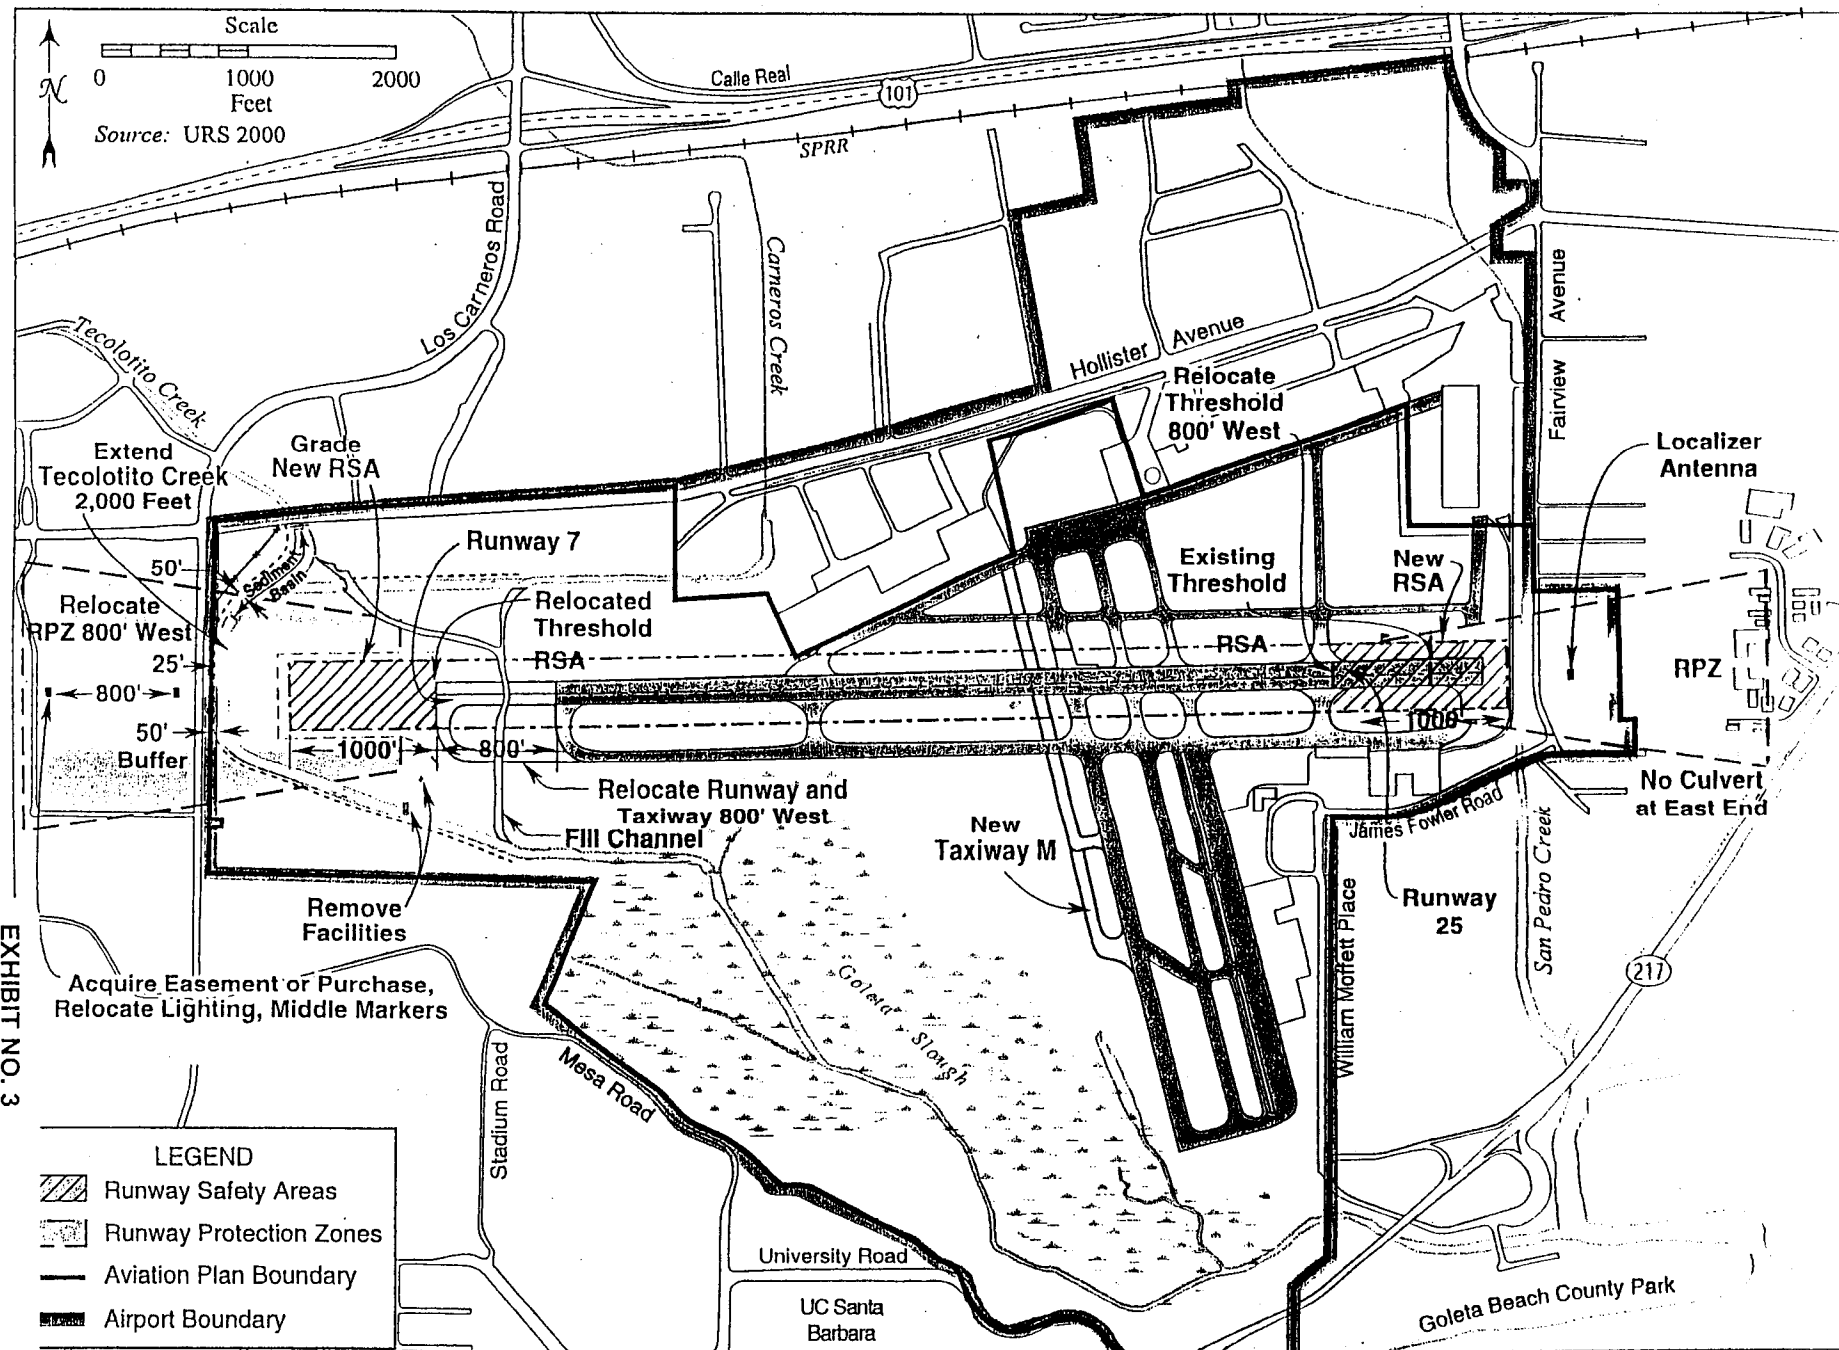 Scale
0 1000 2000
Feet
Source: URS 2000
N
Calle Real
101
SPRR
Los Carneros Road
Carneros Creek
Tecolotito Creek
Hollister Avenue
Fairview Avenue
Relocate
Threshold
800' West
Extend
Tecolotito Creek
2,000 Feet
Grade
New RSA
Localizer
Antenna
Runway 7
50'
Sediment
Basin
Existing
Threshold
New
RSA
Relocate
RPZ 800' West
Relocated
Threshold
RSA
RSA
25'
RPZ
800'
1000'
50'
Buffer
1000'
800'
Relocate Runway and
Taxiway 800' West
Fill Channel
New
Taxiway M
No Culvert
at East End
James Fowler Road
San Pedro Creek
Runway
25
William Moffett Place
217
Remove
Facilities
Acquire Easement or Purchase,
Relocate Lighting, Middle Markers
Goleta Slough
Stadium Road
Mesa Road
University Road
UC Santa
Barbara
Goleta Beach County Park
EXHIBIT NO. 3
LEGEND
Runway Safety Areas
Runway Protection Zones
Aviation Plan Boundary
Airport Boundary